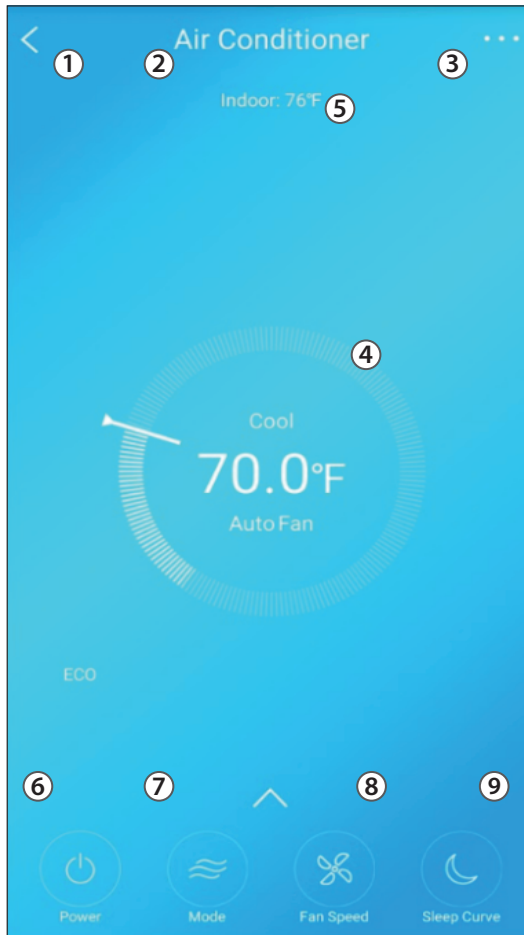 Air Conditioner
① ② ③
Indoor: 76°F ⑤
④
Cool
70.0°F
Auto Fan
ECO
⑥ ⑦ ⑧ ⑨
Power Mode Fan Speed Sleep Curve